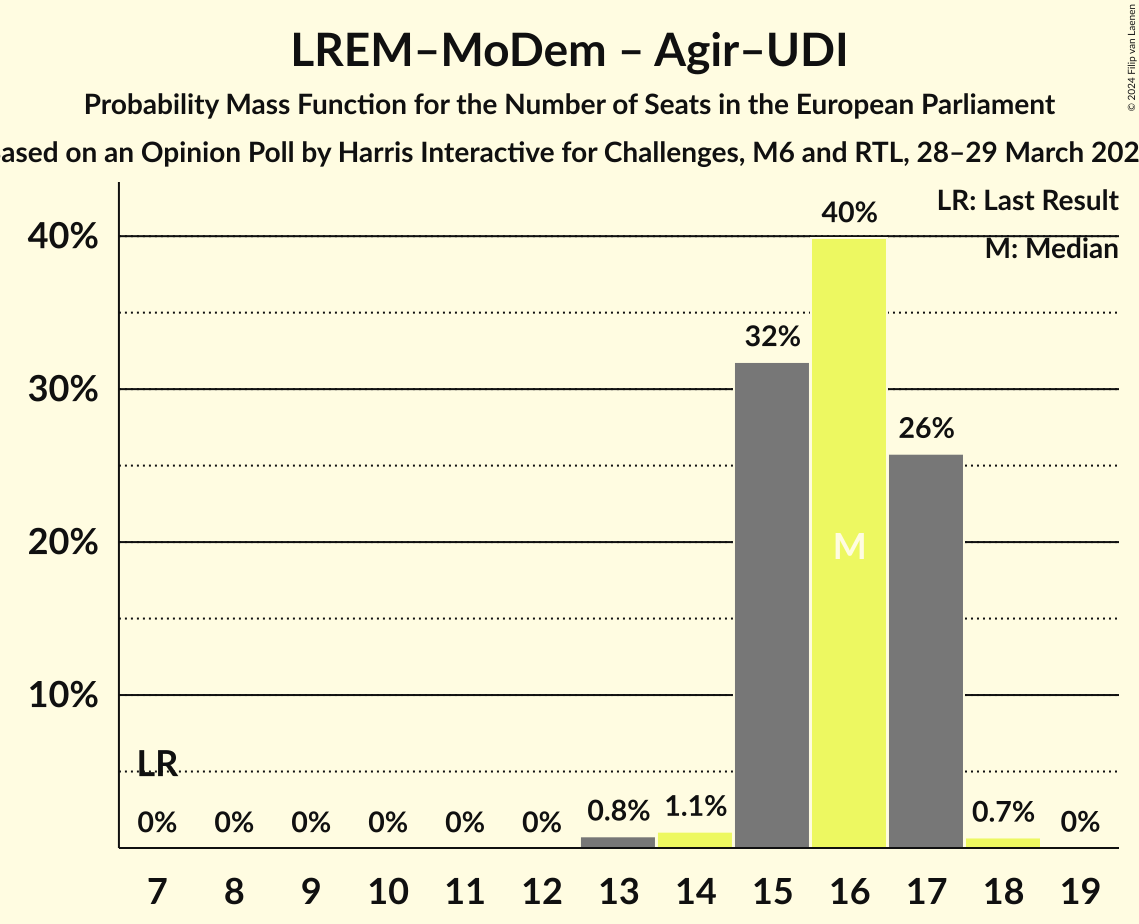 LREM–MoDem – Agir–UDI
Probability Mass Function for the Number of Seats in the European Parliament
ased on an Opinion Poll by Harris Interactive for Challenges, M6 and RTL, 28–29 March 202
© 2024 Filip van Laenen
LR: Last Result
M: Median
40%
30%
20%
10%
40%
32%
26%
M
LR
0% 0% 0% 0% 0% 0% 0.8% 1.1% 0.7% 0%
7 8 9 10 11 12 13 14 15 16 17 18 19